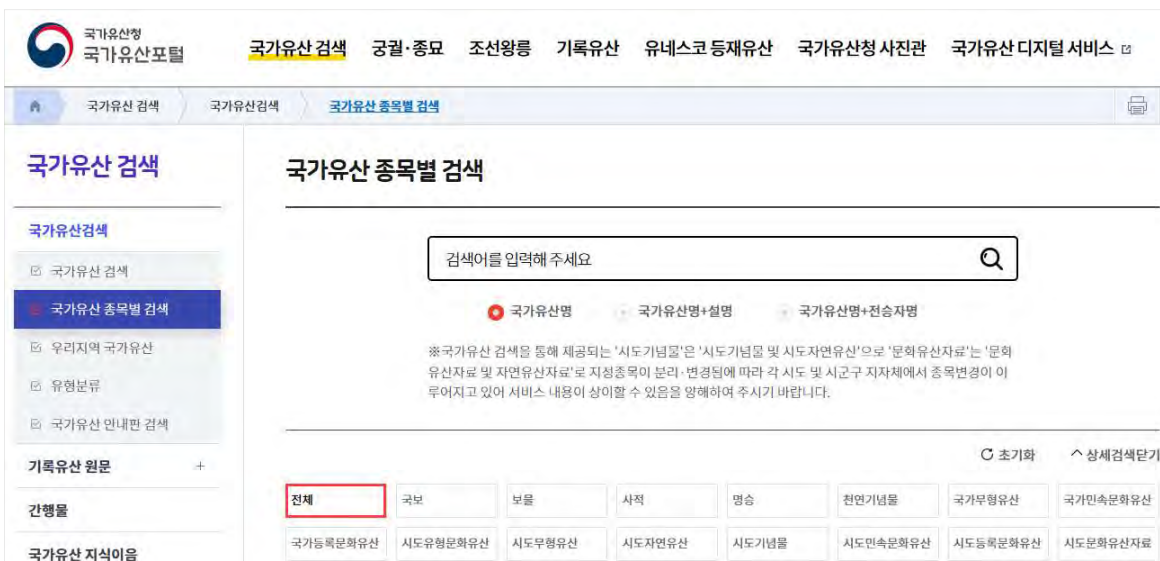 국가유산청
국가유산포털
국가유산 검색 궁궐·종묘 조선왕릉 기록유산 유네스코 등재유산 국가유산청 사진관 국가유산 디지털 서비스
국가유산 검색 국가유산검색 국가유산 종목별 검색
국가유산 검색
국가유산검색
국가유산 검색
국가유산 종목별 검색
우리지역 국가유산
유형분류
국가유산 안내판 검색
기록유산 원문 +
간행물
국가유산 지식이음
국가유산 종목별 검색
검색어를 입력해 주세요
국가유산명 국가유산명+설명 국가유산명+전승자명
※국가유산 검색을 통해 제공되는 '시도기념물'은 '시도기념물 및 시도자연유산'으로 '문화유산자료'는 '문화
유산자료 및 자연유산자료'로 지정종목이 분리·변경됨에 따라 각 시도 및 시군구 지자체에서 종목변경이 이
루어지고 있어 서비스 내용이 상이할 수 있음을 양해하여 주시기 바랍니다.
초기화 상세검색닫기
전체 국보 보물 사적 명승 천연기념물 국가무형유산 국가민속문화유산
국가등록문화유산 시도유형문화유산 시도무형유산 시도자연유산 시도기념물 시도민속문화유산 시도등록문화유산 시도문화유산자료